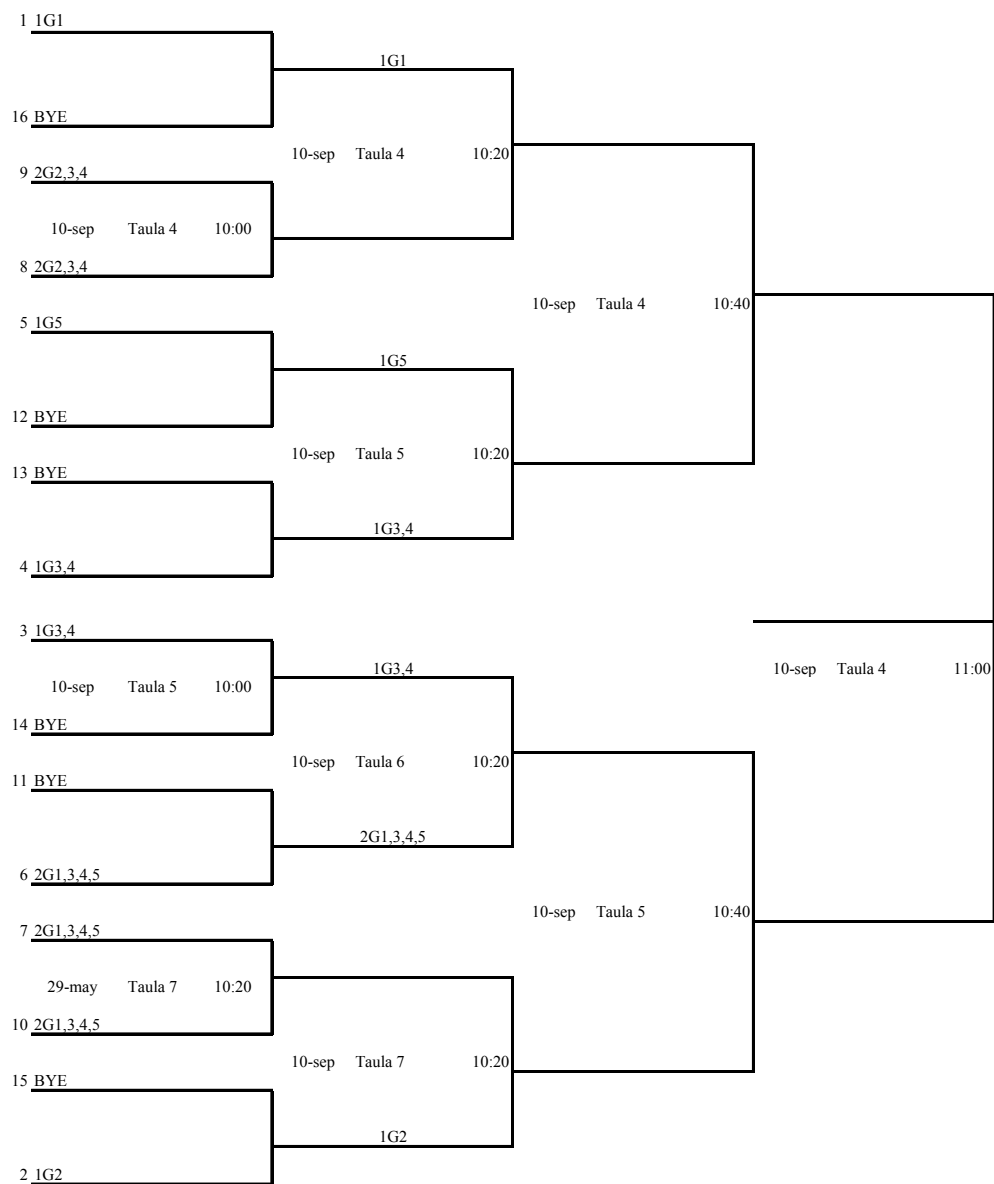 1 1G1
1G1
16 BYE
10-sep Taula 4 10:20
9 2G2,3,4
10-sep Taula 4 10:00
8 2G2,3,4
10-sep Taula 4 10:40
5 1G5
1G5
12 BYE
10-sep Taula 5 10:20
13 BYE
1G3,4
4 1G3,4
3 1G3,4
1G3,4
10-sep Taula 4 11:00
10-sep Taula 5 10:00
14 BYE
10-sep Taula 6 10:20
11 BYE
2G1,3,4,5
6 2G1,3,4,5
10-sep Taula 5 10:40
7 2G1,3,4,5
29-may Taula 7 10:20
10 2G1,3,4,5
10-sep Taula 7 10:20
15 BYE
1G2
2 1G2